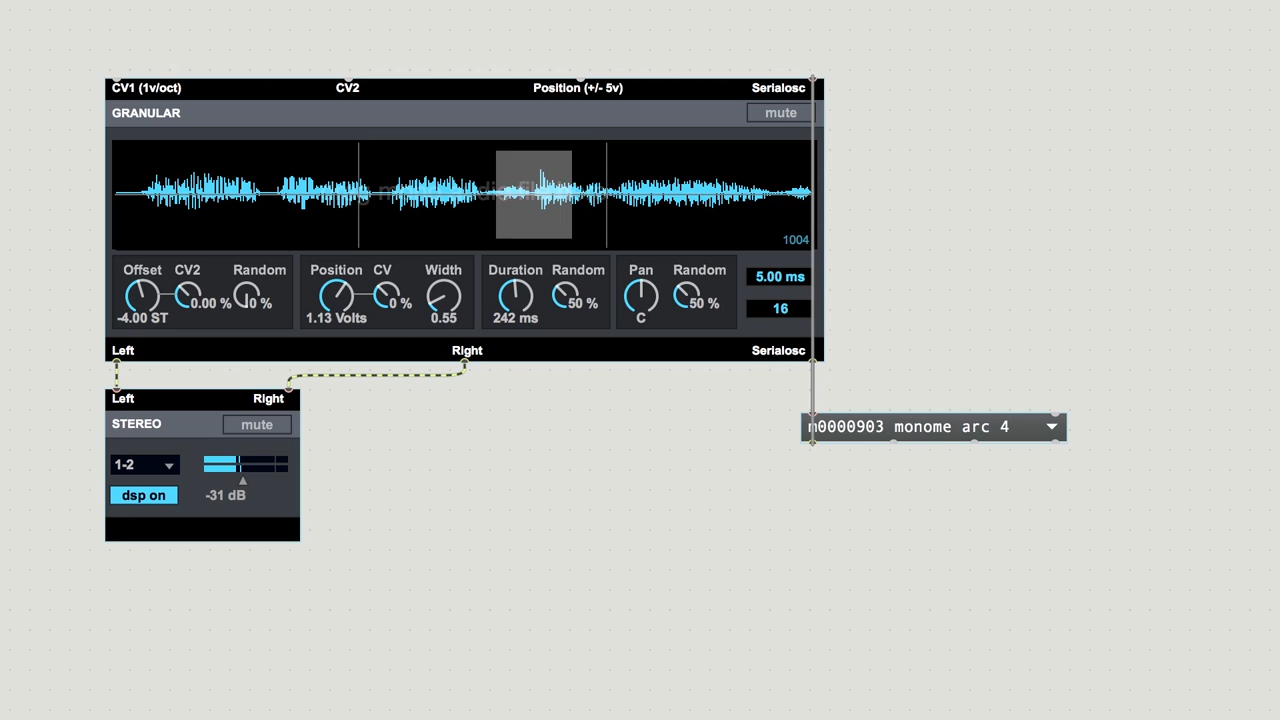 CV1 (1v/oct) CV2 Position (+/- 5v) Serialosc
GRANULAR mute
1004
Offset CV2 Random Position CV Width Duration Random Pan Random
5.00 ms
0.00 % 0 % 0 % 50 % 50 %
16
-4.00 ST 1.13 Volts 0.55 242 ms C
Left Right Serialosc
Left Right
STEREO mute
m0000903 monome arc 4
1-2
dsp on -31 dB